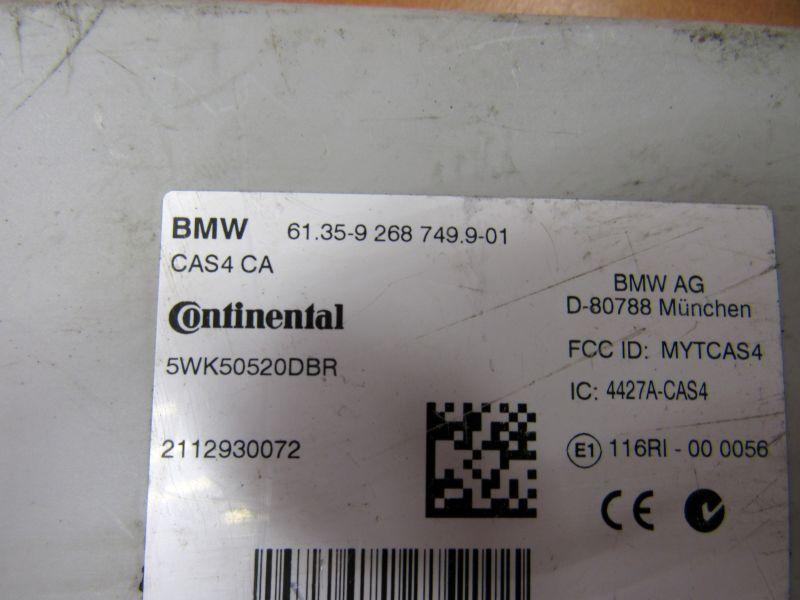 BMW 61.35-9 268 749.9-01
CAS4 CA
Continental
5WK50520DBR
2112930072
BMW AG
D-80788 München
FCC ID: MYTCAS4
IC: 4427A-CAS4
E1 116RI - 00 0056
CE